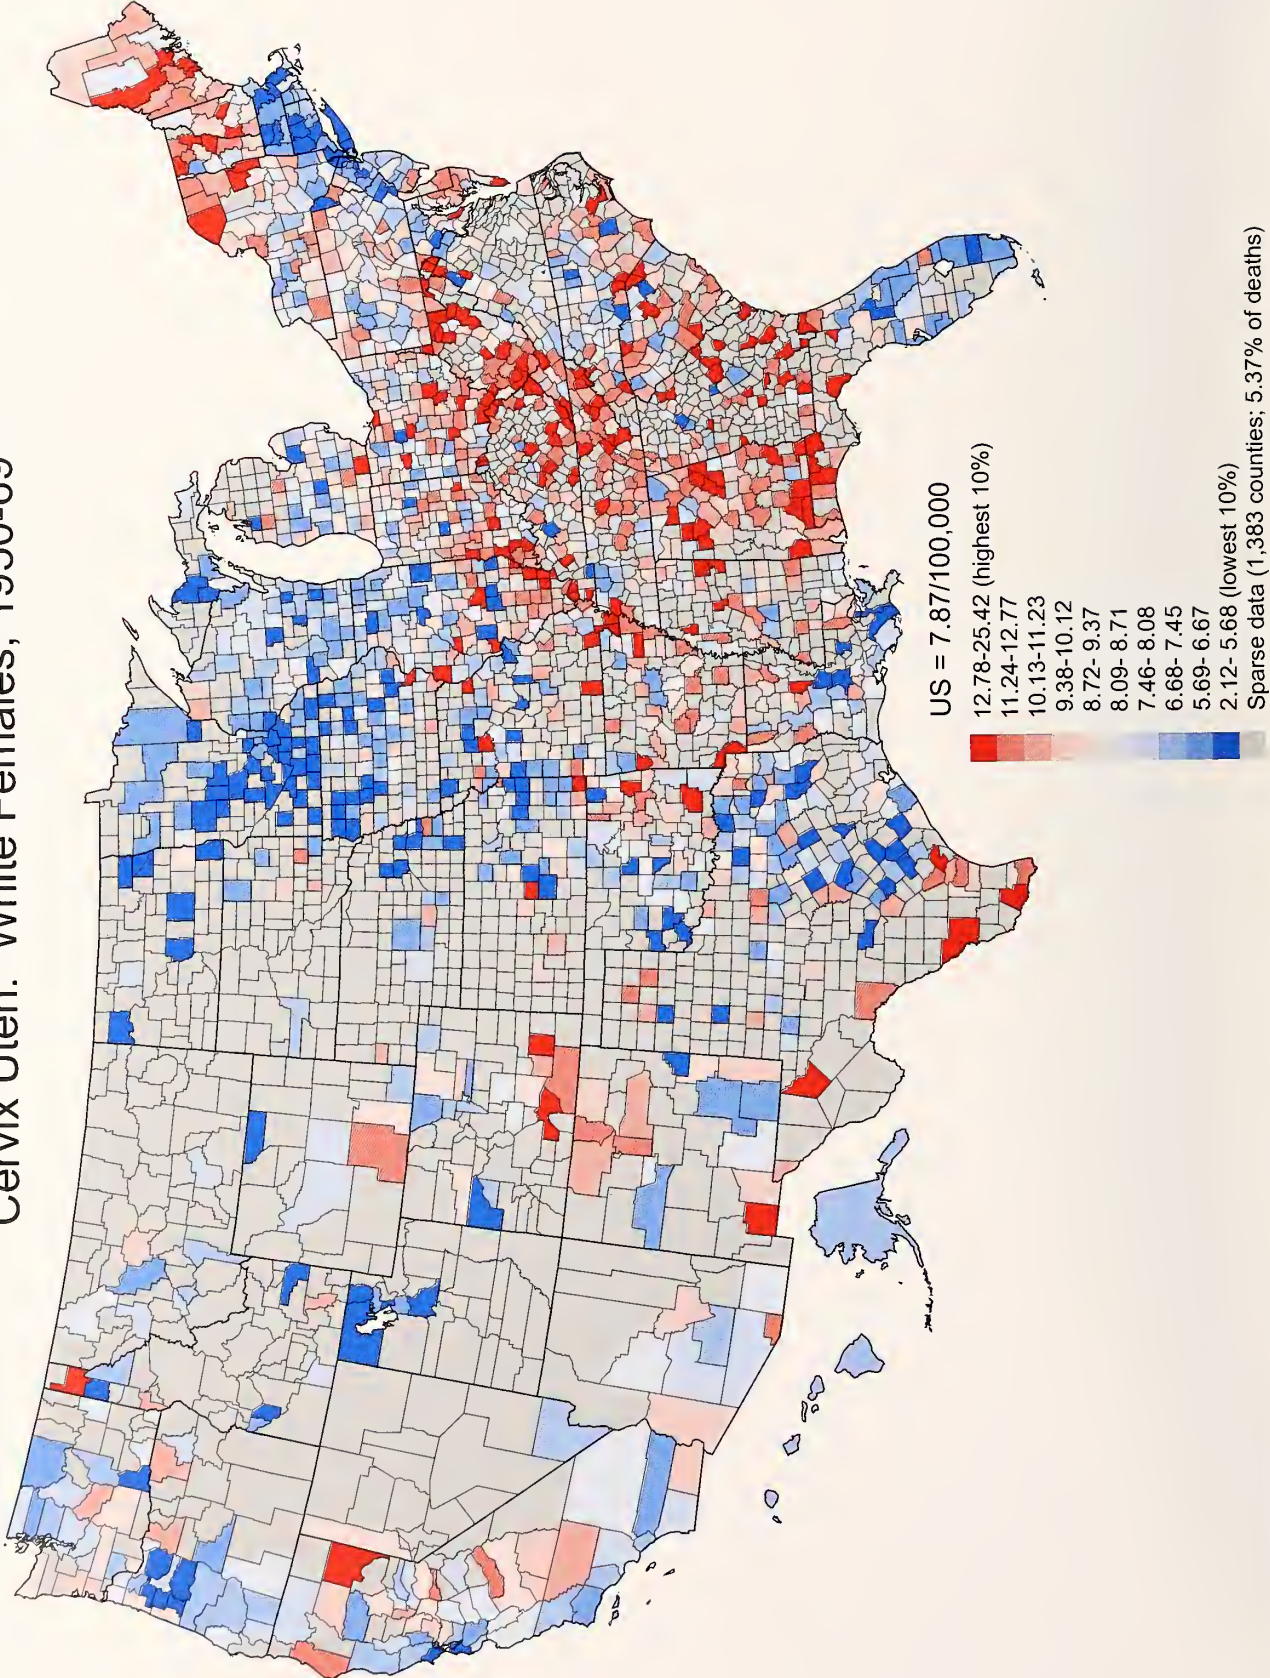 Cervix Uteri: White Females, 1950-69
US = 7.87/100,000
12.78-25.42 (highest 10%)
11.24-12.77
10.13-11.23
9.38-10.12
8.72- 9.37
8.09- 8.71
7.46- 8.08
6.68- 7.45
5.69- 6.67
2.12- 5.68 (lowest 10%)
Sparse data (1,383 counties; 5.37% of deaths)